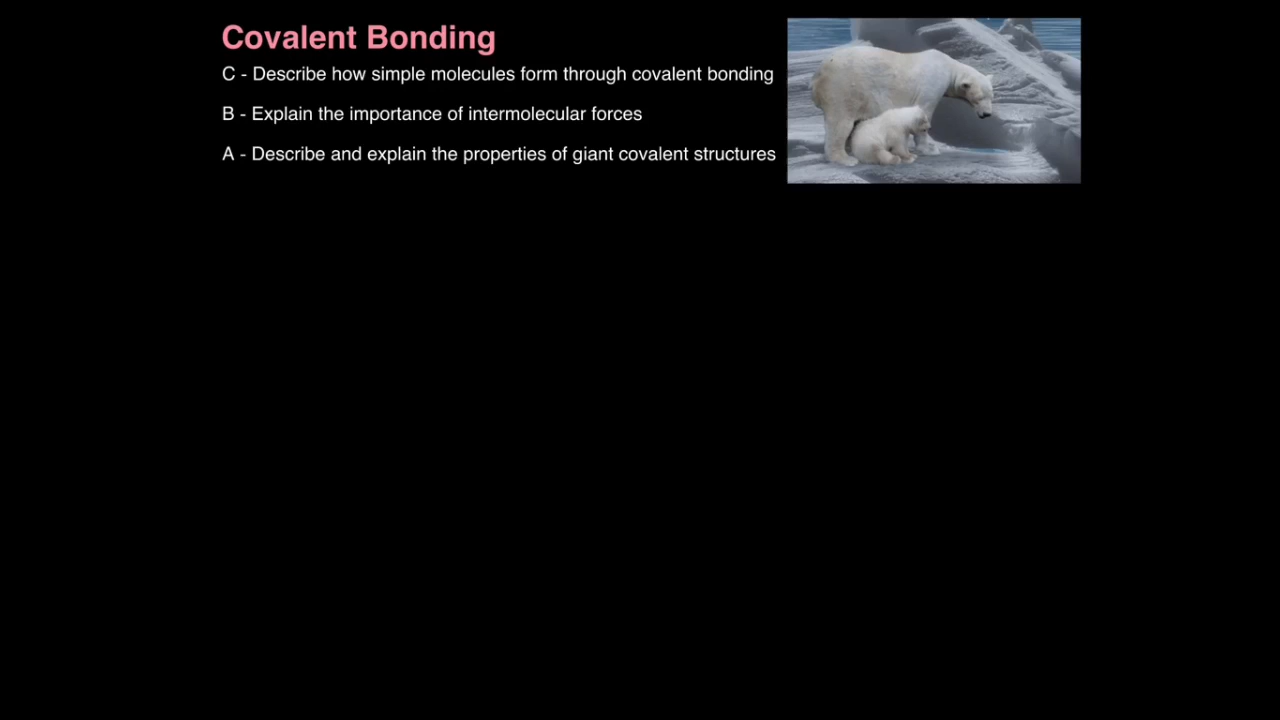 Covalent Bonding
C - Describe how simple molecules form through covalent bonding
B - Explain the importance of intermolecular forces
A - Describe and explain the properties of giant covalent structures